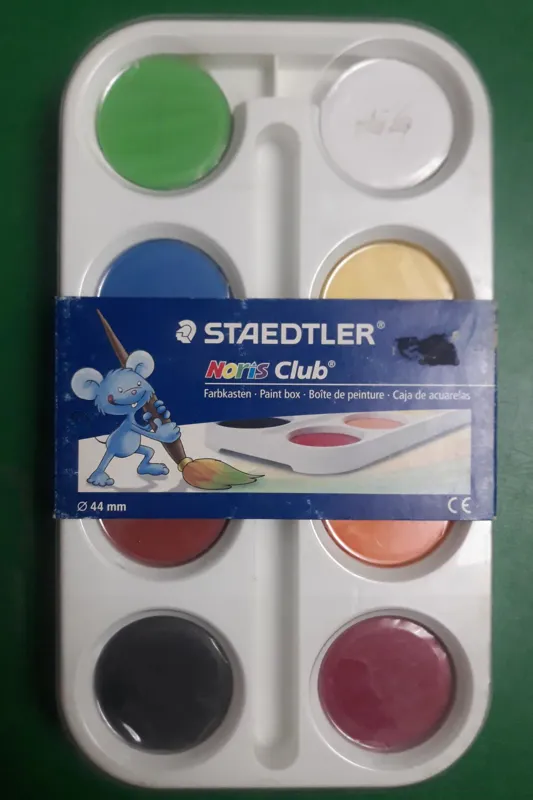 STAEDTLER®
Noris Club®
Farbkasten · Paint box · Boîte de peinture · Caja de acuarelas
Ø 44 mm
CE